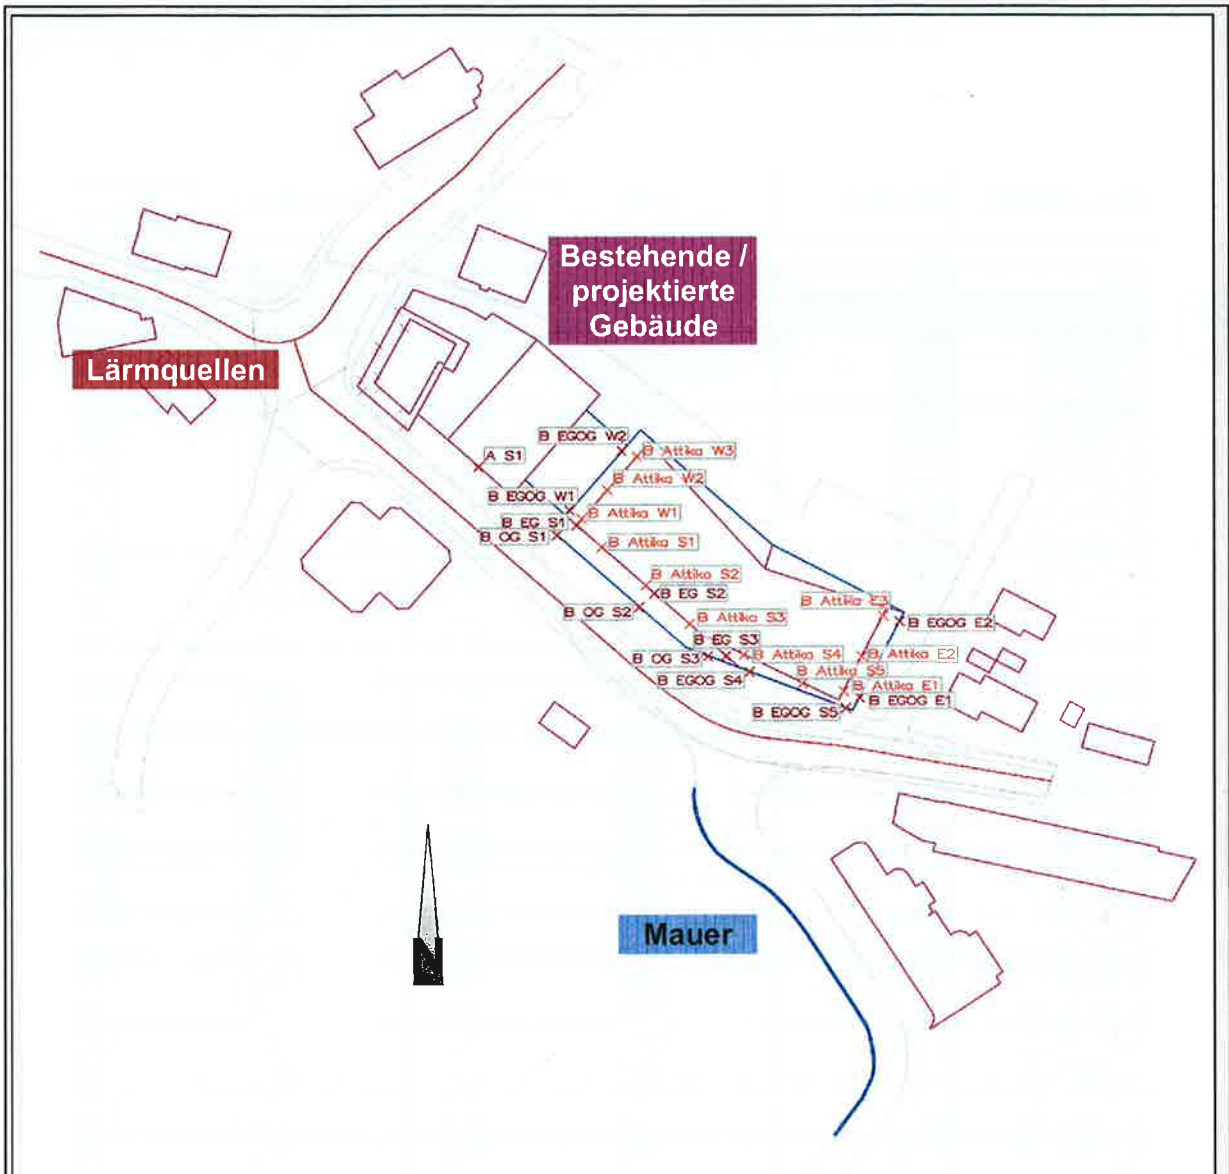 Bestehende /
projektierte
Gebäude
Lärmquellen
B EGOG W2
B Attika W3
A S1
B Attika W2
B EGOG W1
B Attika W1
B EG S1
B OG S1
B Attika S1
B Attika S2
B EG S2
B Attika E3
B OG S2
B Attika S3
B EGOG E2
B EG S3
B OG S3
B Attika S4
B Attika E2
B EGOG S4
B Attika S5
B Attika E1
B EGOG E1
B EGOG S5
Mauer